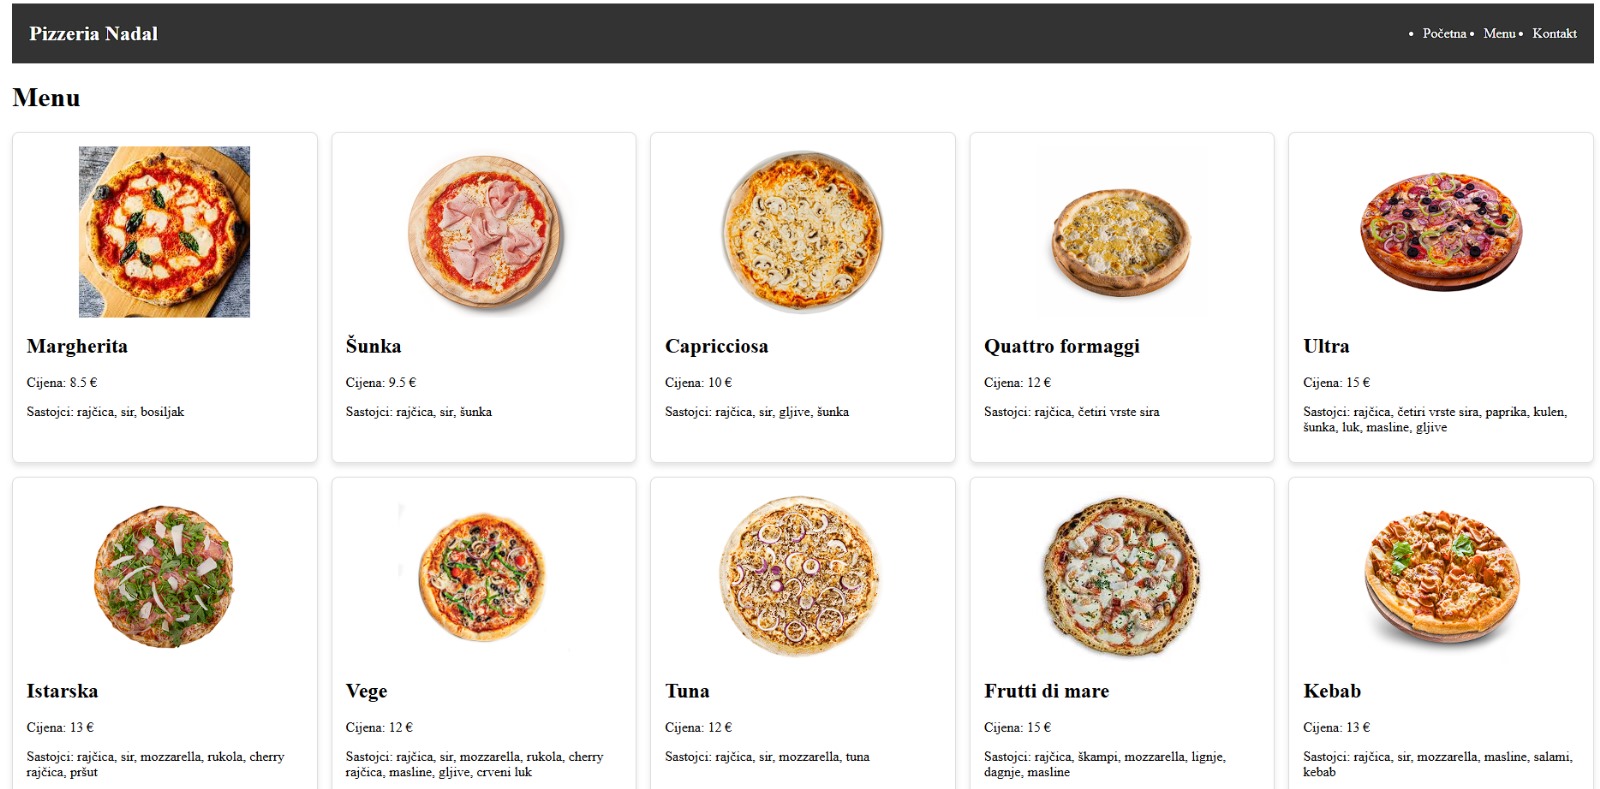 Pizzeria Nadal
• Početna • Menu • Kontakt
Menu
Margherita
Cijena: 8.5 €
Sastojci: rajčica, sir, bosiljak
Šunka
Cijena: 9.5 €
Sastojci: rajčica, sir, šunka
Capricciosa
Cijena: 10 €
Sastojci: rajčica, sir, gljive, šunka
Quattro formaggi
Cijena: 12 €
Sastojci: rajčica, četiri vrste sira
Ultra
Cijena: 15 €
Sastojci: rajčica, četiri vrste sira, paprika, kulen,
šunka, luk, masline, gljive
Istarska
Cijena: 13 €
Sastojci: rajčica, sir, mozzarella, rukola, cherry
rajčica, pršut
Vege
Cijena: 12 €
Sastojci: rajčica, sir, mozzarella, rukola, cherry
rajčica, masline, gljive, crveni luk
Tuna
Cijena: 12 €
Sastojci: rajčica, sir, mozzarella, tuna
Frutti di mare
Cijena: 15 €
Sastojci: rajčica, škampi, mozzarella, lignje,
dagnje, masline
Kebab
Cijena: 13 €
Sastojci: rajčica, sir, mozzarella, masline, salami,
kebab